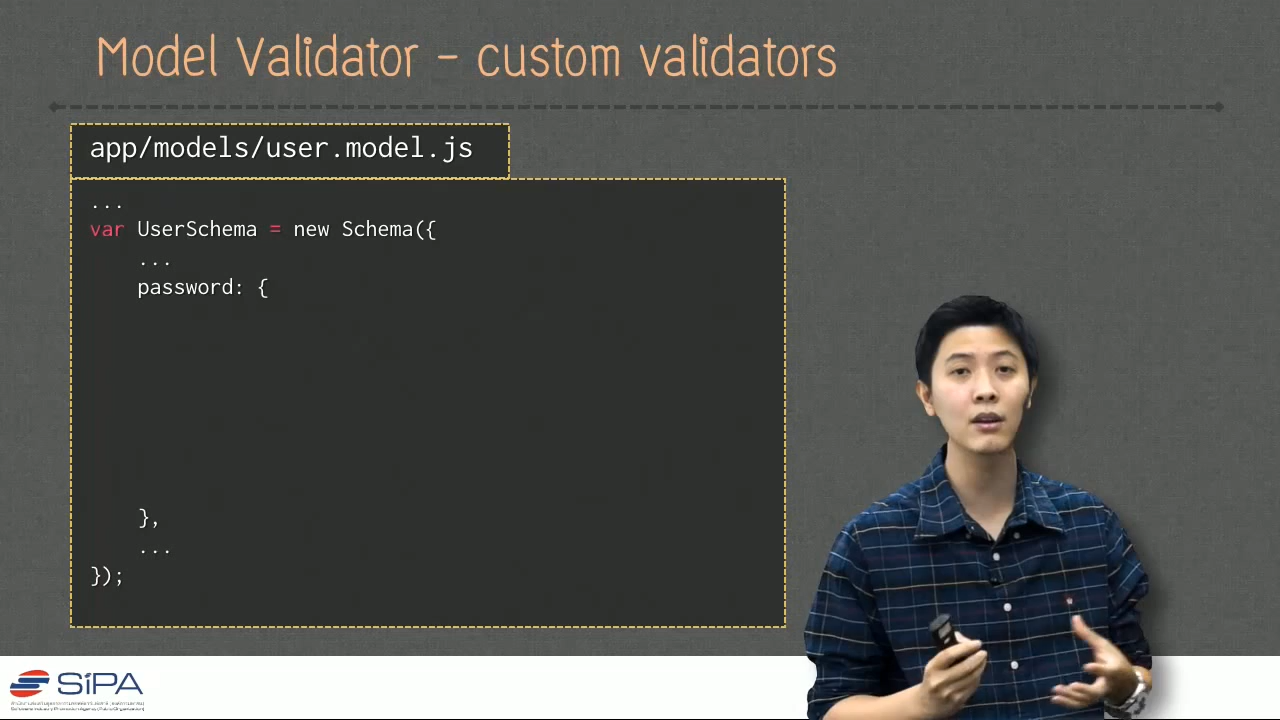 Model Validator - custom validators
app/models/user.model.js
...
var UserSchema = new Schema({
...
password: {
},
...
});
SiPA